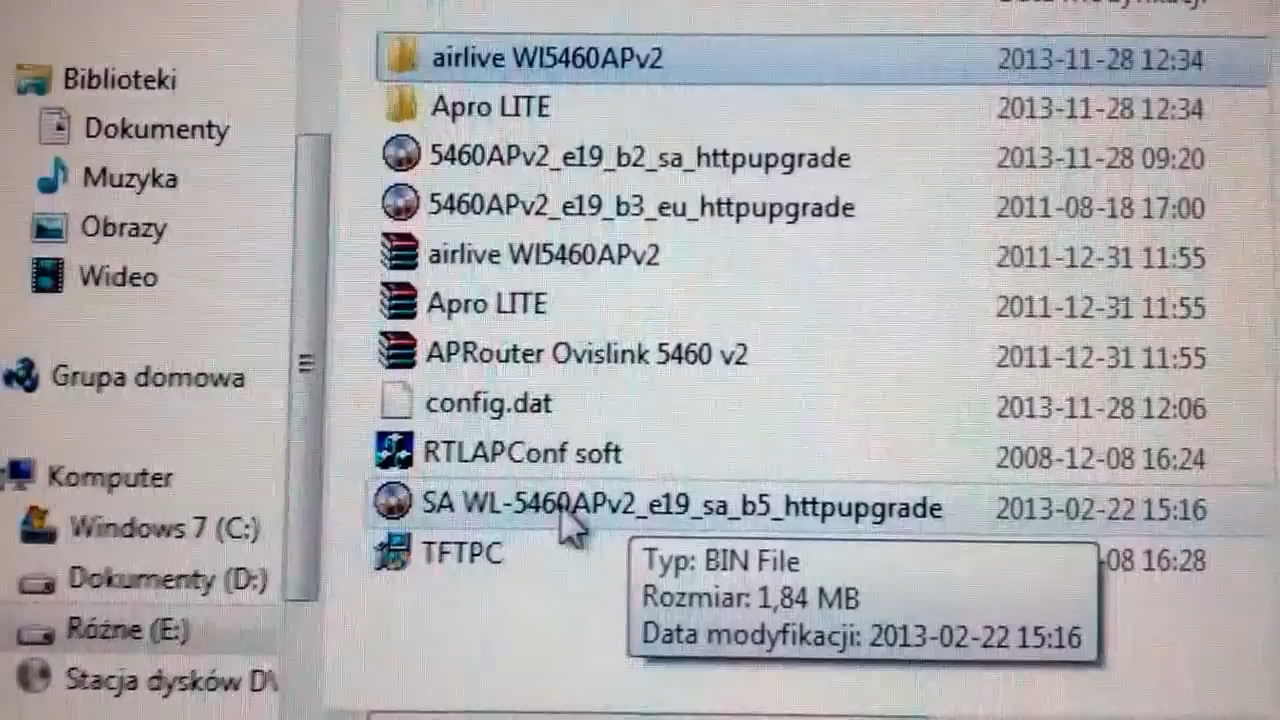 Biblioteki
Dokumenty
Muzyka
Obrazy
Wideo
Grupa domowa
Komputer
Windows 7 (C:)
Dokumenty (D:)
Różne (E:)
Stacja dysków D
airlive WI5460APv2 2013-11-28 12:34
Apro LITE 2013-11-28 12:34
5460APv2_e19_b2_sa_httpupgrade 2013-11-28 09:20
5460APv2_e19_b3_eu_httpupgrade 2011-08-18 17:00
airlive WI5460APv2 2011-12-31 11:55
Apro LITE 2011-12-31 11:55
APRouter Ovislink 5460 v2 2011-12-31 11:55
config.dat 2013-11-28 12:06
RTLAPConf soft 2008-12-08 16:24
SA WL-5460APv2_e19_sa_b5_httpupgrade 2013-02-22 15:16
TFTPC -08 16:28
Typ: BIN File
Rozmiar: 1,84 MB
Data modyfikacji: 2013-02-22 15:16